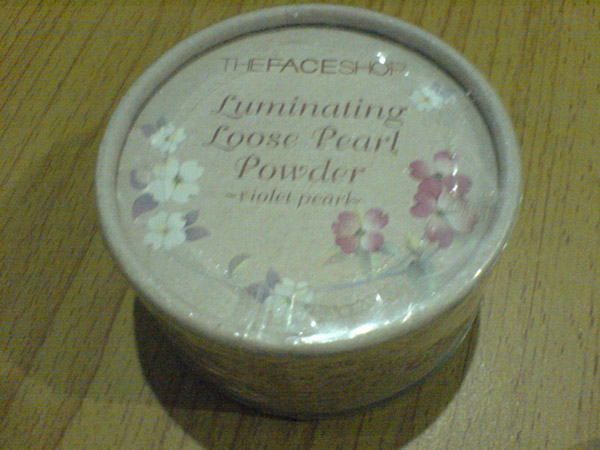 THEFACESHOP
Luminating
Loose Pearl
Powder
~violet pearl~